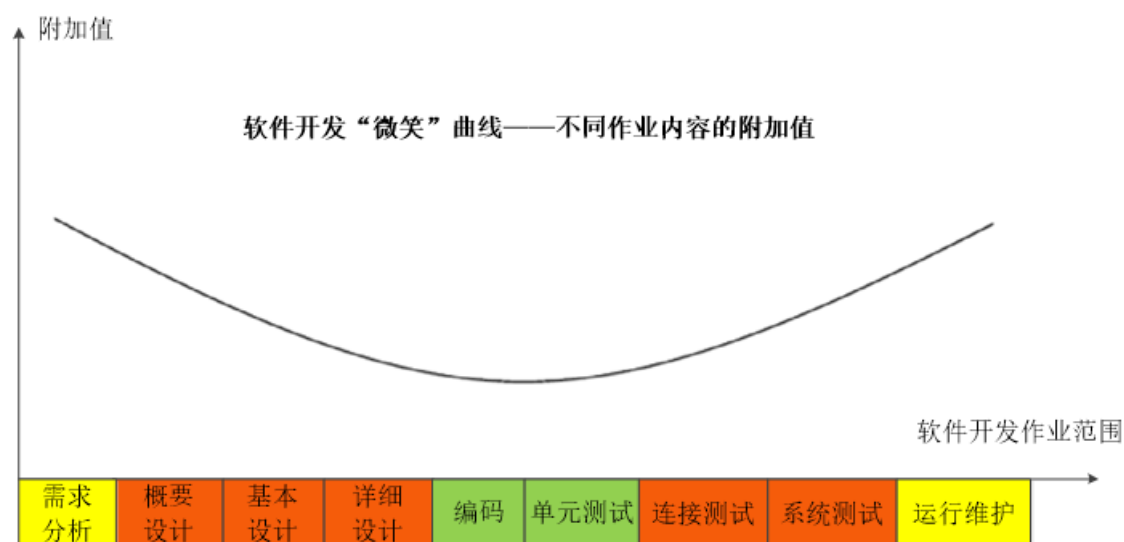 附加值
软件开发“微笑”曲线——不同作业内容的附加值
软件开发作业范围
需求
分析
概要
设计
基本
设计
详细
设计
编码
单元测试
连接测试
系统测试
运行维护